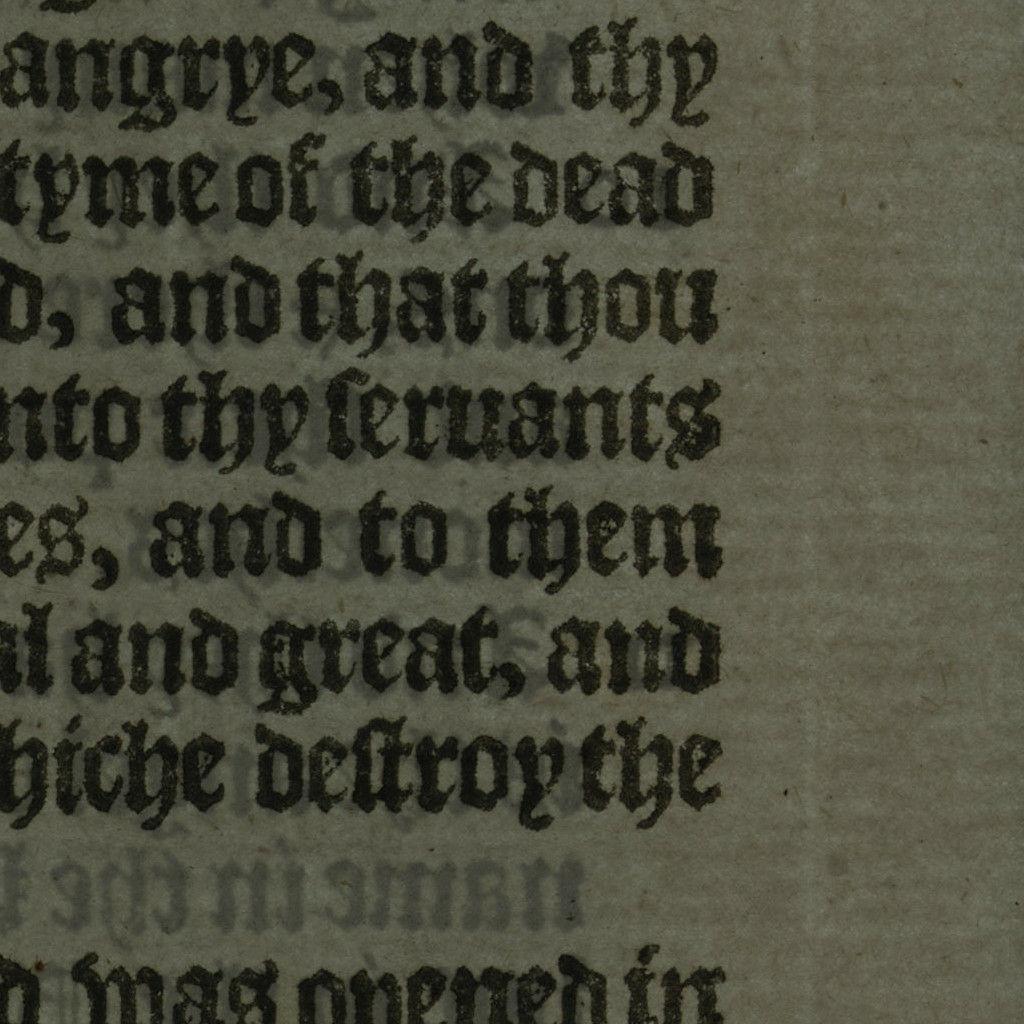 angrye, and thy
tyme of the dead
d, and that thou
nto thy ſeruants
es, and to them
al and great, and
hiche deſtroy the
d was opened in